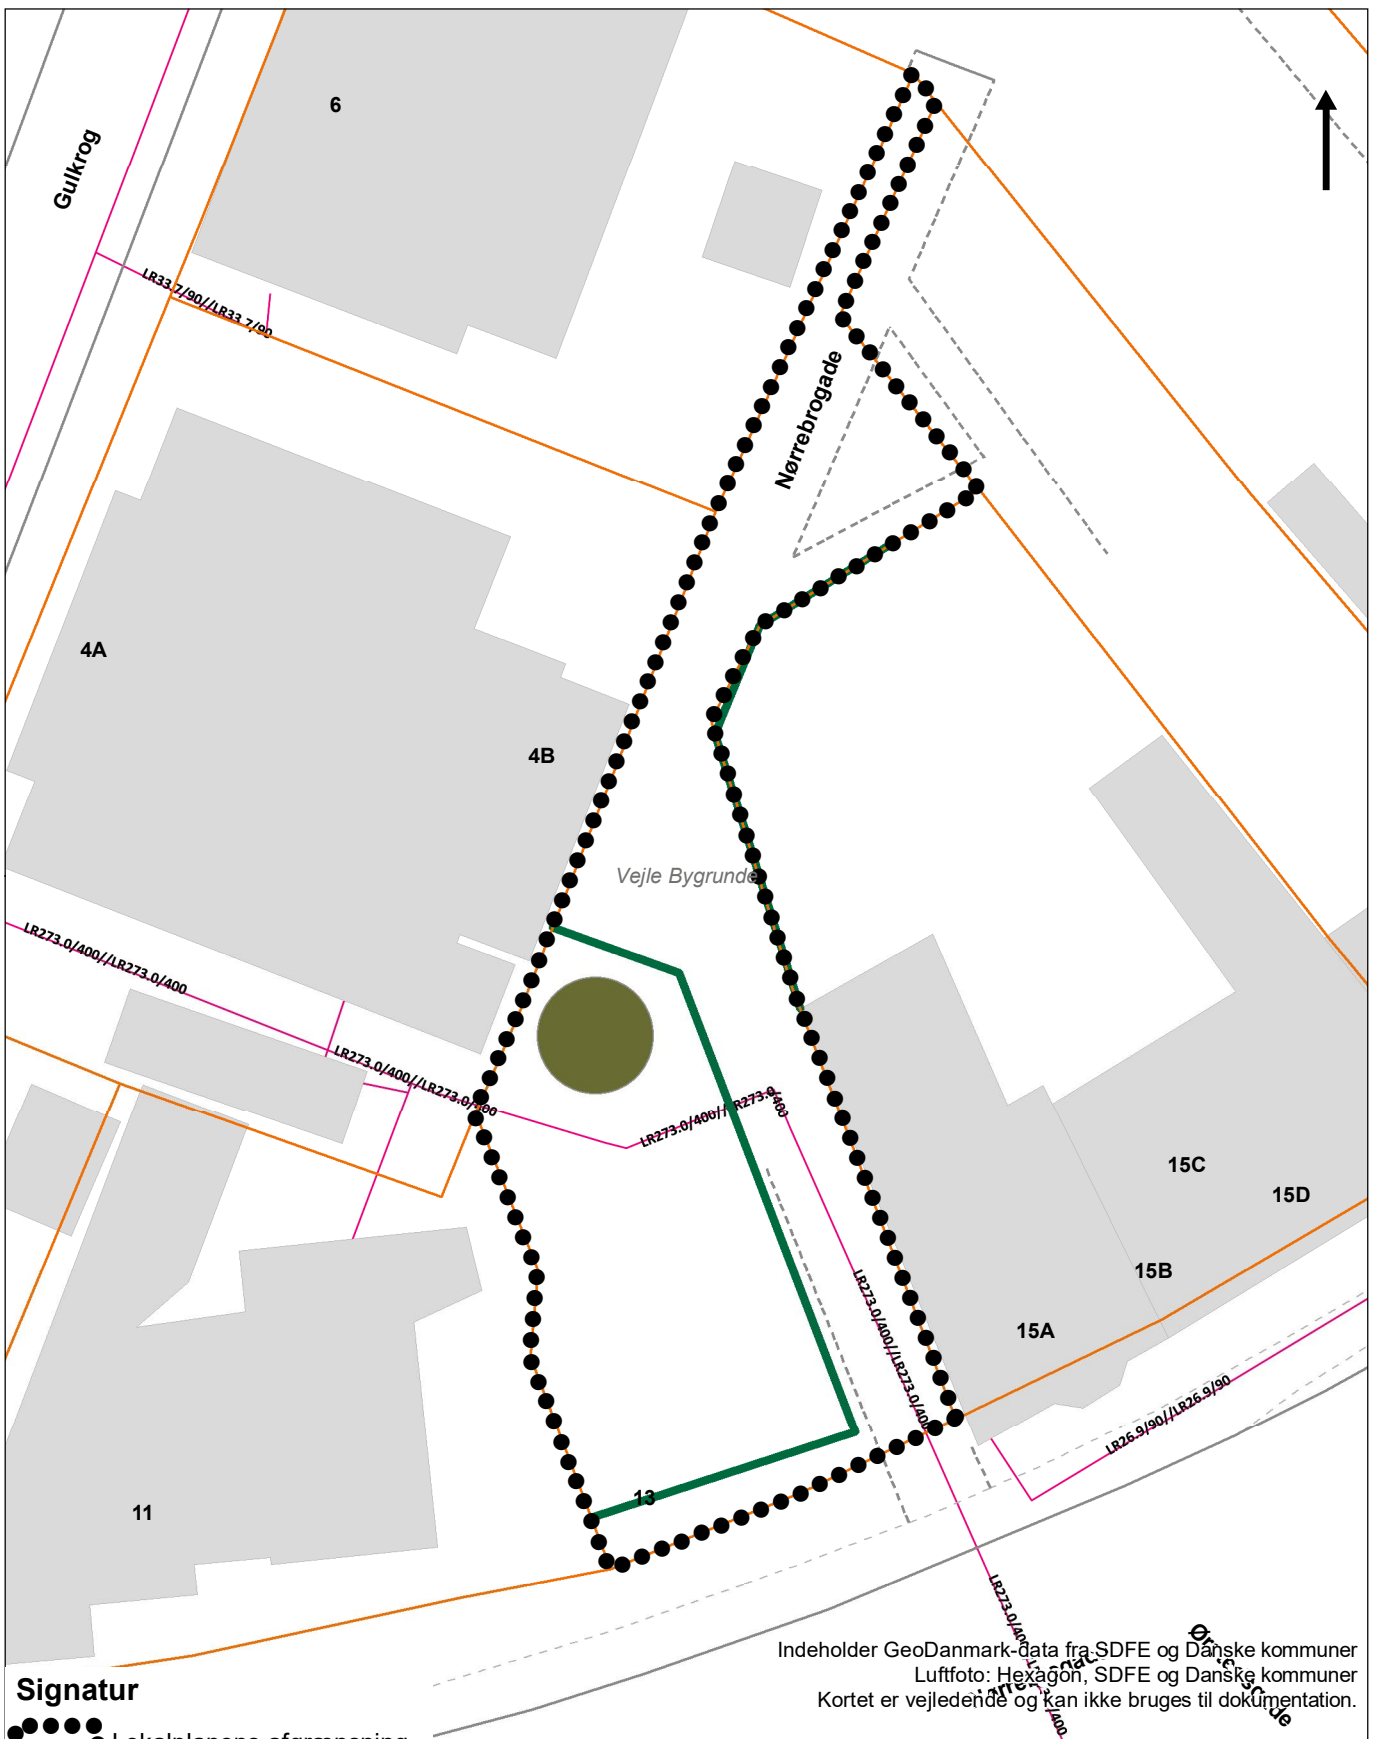 6
Gulkrog
LR33.7/90//LR33.7/90
Nørrebrogade
4A
4B
Vejle Bygrunde
LR273.0/400//LR273.0/400
LR273.0/400//LR273.0/400
LR273.0/400//LR273.0/400
15C
15D
15B
15A
LR273.0/400//LR273.0/400
LR26.9/90//LR26.9/90
13
11
Indeholder GeoDanmark-data fra SDFE og Danske kommuner
Luftfoto: Hexagon, SDFE og Danske kommuner
Kortet er vejledende og kan ikke bruges til dokumentation.
Signatur
Lokalplanens afgrænsning